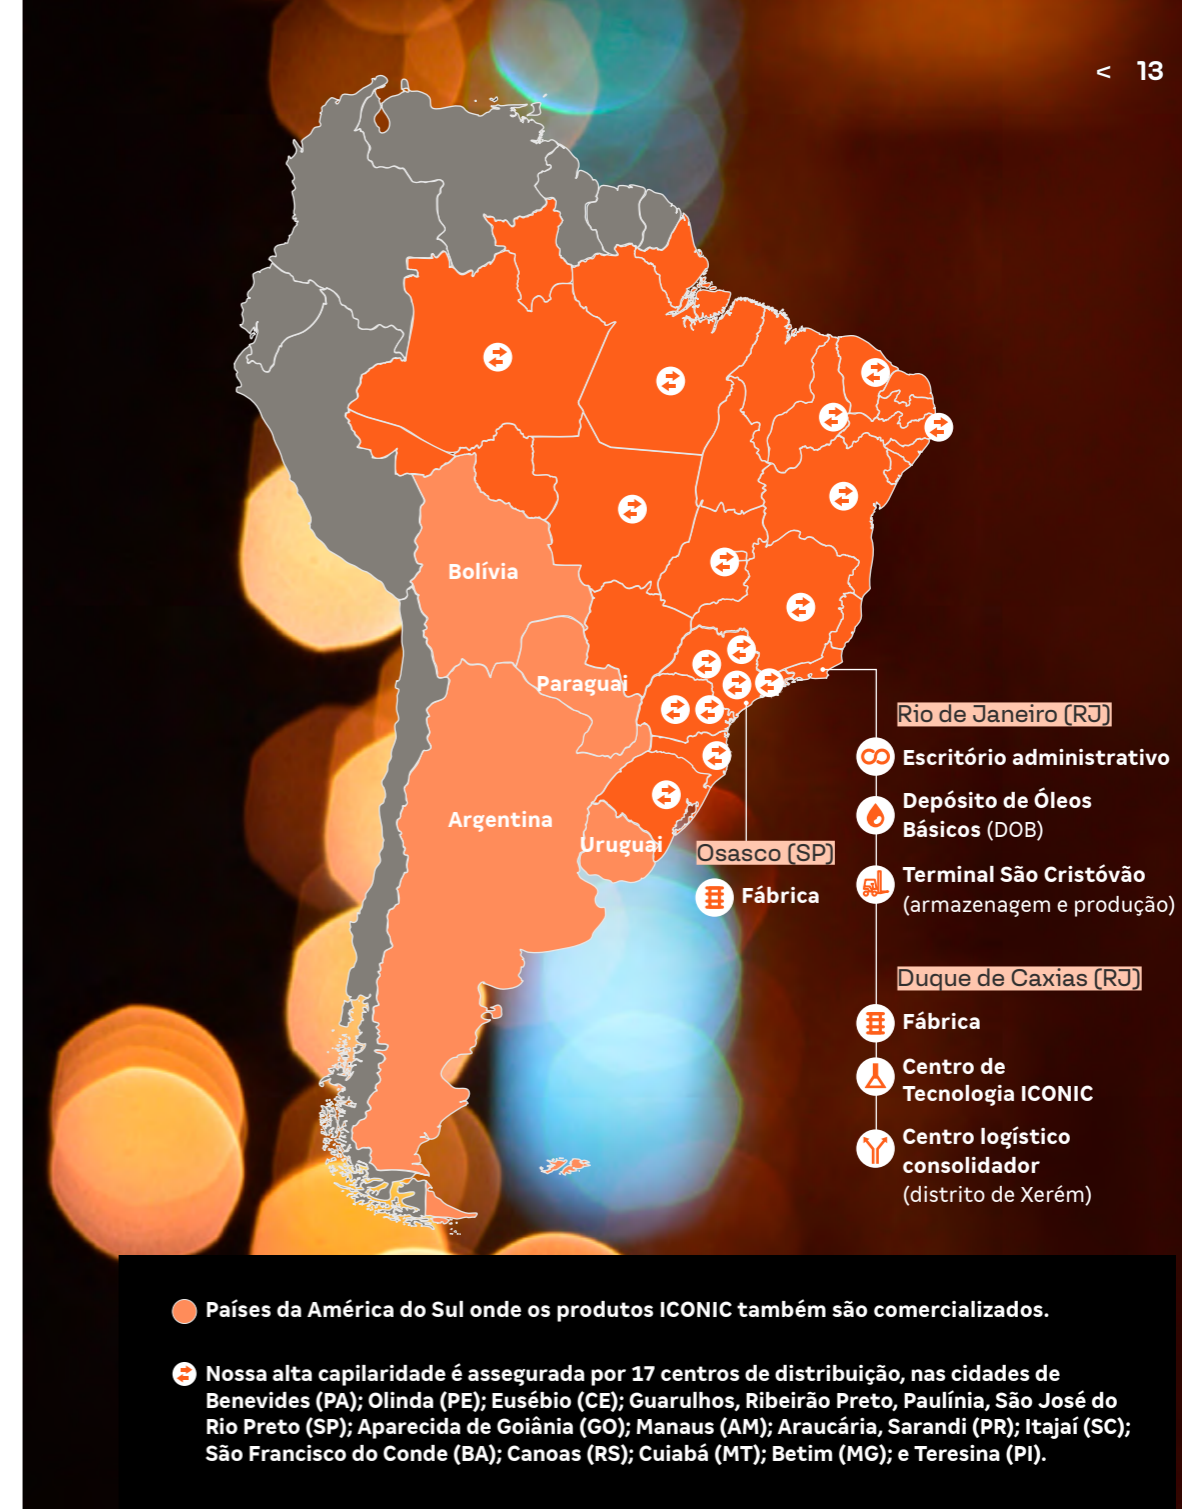 < 13
Bolívia
Paraguai
Argentina
Uruguai
Rio de Janeiro (RJ)
Escritório administrativo
Depósito de Óleos
Básicos (DOB)
Terminal São Cristóvão
(armazenagem e produção)
Osasco (SP)
Fábrica
Duque de Caxias (RJ)
Fábrica
Centro de
Tecnologia ICONIC
Centro logístico
consolidador
(distrito de Xerém)
Países da América do Sul onde os produtos ICONIC também são comercializados.
Nossa alta capilaridade é assegurada por 17 centros de distribuição, nas cidades de
Benevides (PA); Olinda (PE); Eusébio (CE); Guarulhos, Ribeirão Preto, Paulínia, São José do
Rio Preto (SP); Aparecida de Goiânia (GO); Manaus (AM); Araucária, Sarandi (PR); Itajaí (SC);
São Francisco do Conde (BA); Canoas (RS); Cuiabá (MT); Betim (MG); e Teresina (PI).